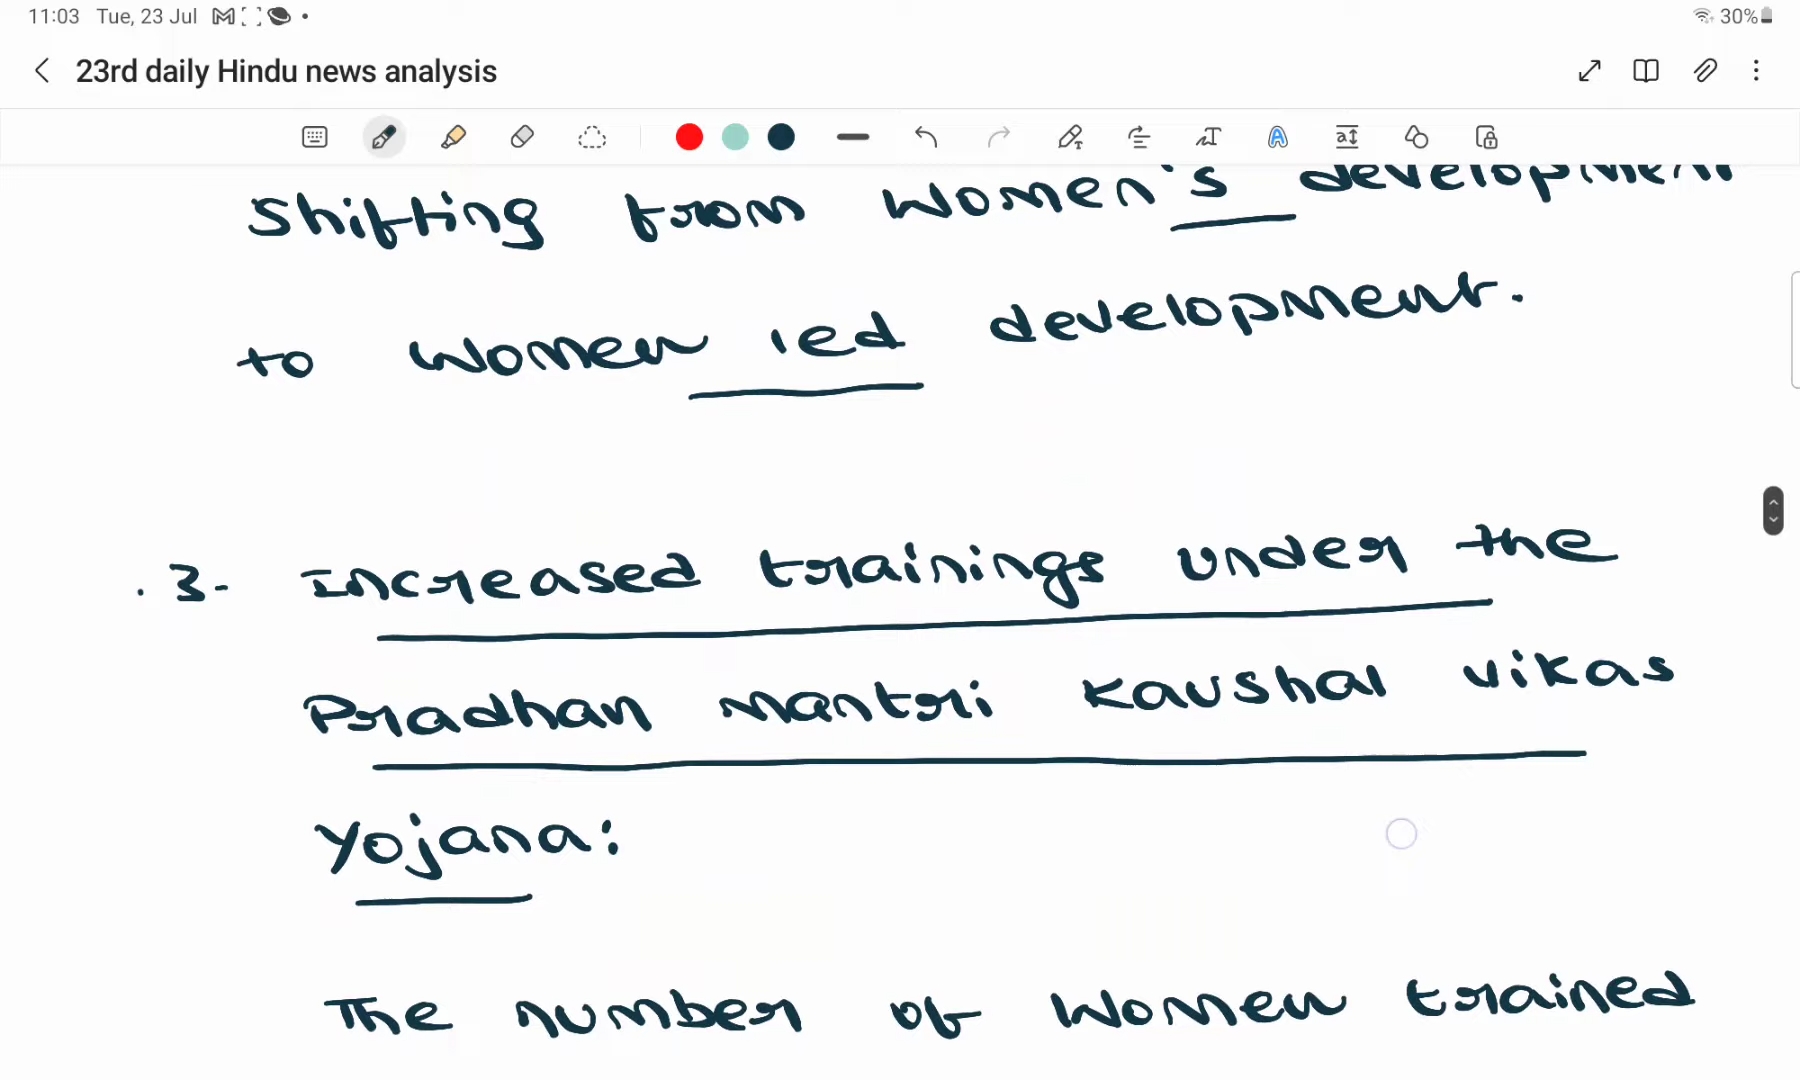 11:03 Tue, 23 Jul
30%
23rd daily Hindu news analysis
shifting from women's development
to women led development.
3. Increased trainings under the
Pradhan mantri Kaushal vikas
Yojana:
The number of women trained